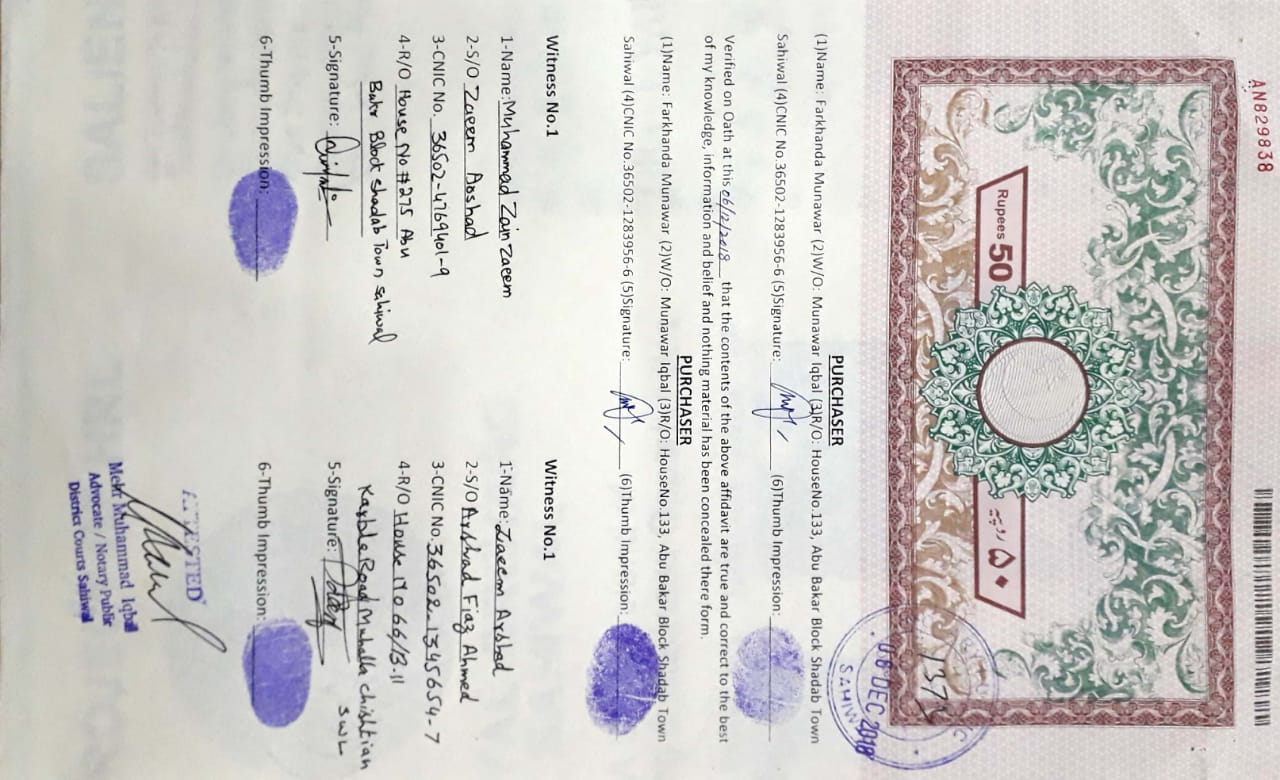 AN829838
Rupees 50
۵۰ روپیہ
1373
06 DEC 2018
SAHIW
PURCHASER
(1)Name: Farkhanda Munawar (2)W/O: Munawar Iqbal (3)R/O: HouseNo.133, Abu Bakar Block Shadab Town
Sahiwal (4)CNIC No.36502-1283956-6 (5)Signature: (6)Thumb Impression:
Verified on Oath at this 06/12/2018 that the contents of the above affidavit are true and correct to the best
of my knowledge, information and belief and nothing material has been concealed there form.
PURCHASER
(1)Name: Farkhanda Munawar (2)W/O: Munawar Iqbal (3)R/O: HouseNo.133, Abu Bakar Block Shadab Town
Sahiwal (4)CNIC No.36502-1283956-6 (5)Signature: (6)Thumb Impression:
Witness No.1
1-Name: Muhammad Zain Zaeem
2-S/O Zaeem Arshad
3-CNIC No. 36502-4769401-9
4-R/O House No #275 Abu
Bakr Block Shadab Town Sahiwal
5-Signature:
6-Thumb Impression:
Witness No.1
1-Name: Zaeem Arshad
2-S/O Arshad Fiaz Ahmed
3-CNIC No. 36502-1345654-7
4-R/O House No 66/B.11
Karble Road Muhalla Chishtian
SWL
5-Signature:
6-Thumb Impression:
ATTESTED
Mehr Muhammad Iqbal
Advocate / Notary Public
District Courts Sahiwal